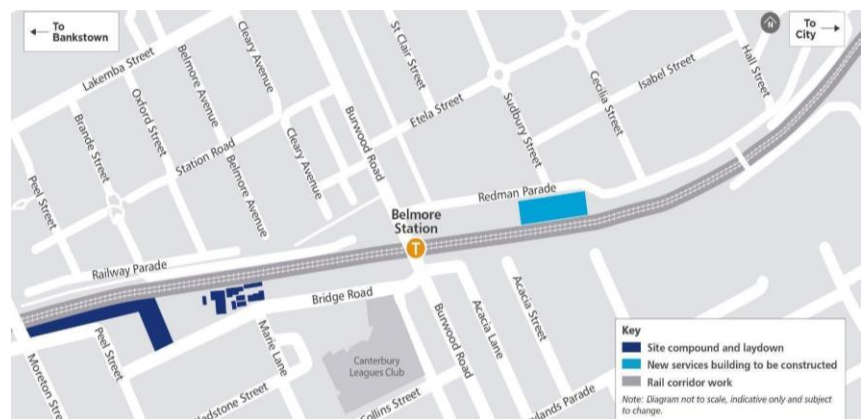 To
Bankstown
N
To
City
Lakemba Street
Cleary Avenue
Belmore Avenue
Oxford Street
Brande Street
Peel Street
Station Road
Belmore Avenue
Cleary Avenue
Burwood Road
St Clair Street
Etela Street
Sudbury Street
Cecilia Street
Isabel Street
Hall Street
Redman Parade
Belmore
Station
T
Railway Parade
Bridge Road
Peel Street
Moreton Street
Marie Lane
Canterbury
Leagues Club
Burwood Road
Acacia Lane
Acacia Street
Street
Collins Street
Parade
Key
Site compound and laydown
New services building to be constructed
Rail corridor work
Note: Diagram not to scale, indicative only and subject
to change.